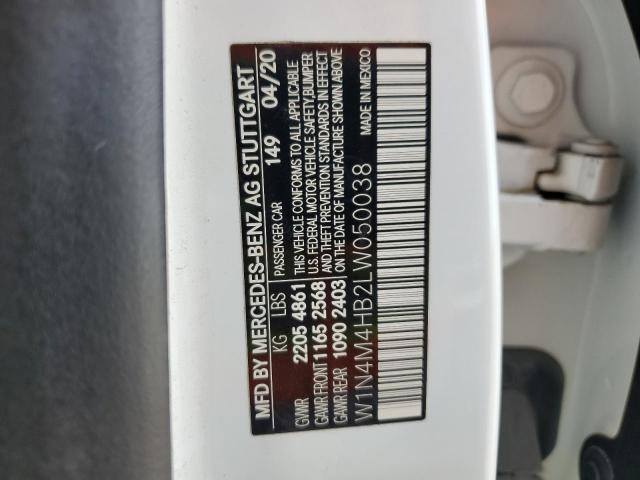 MFD BY MERCEDES-BENZ AG STUTTGART
PASSENGER CAR 149 04/20
KG LBS THIS VEHICLE CONFORMS TO ALL APPLICABLE
GVWR 2205 4861 U.S. FEDERAL MOTOR VEHICLE SAFETY,BUMPER
GAWR FRONT 1165 2568 AND THEFT PREVENTION STANDARDS IN EFFECT
GAWR REAR 1090 2403 ON THE DATE OF MANUFACTURE SHOWN ABOVE
W1N4M4HB2LW050038 MADE IN MEXICO